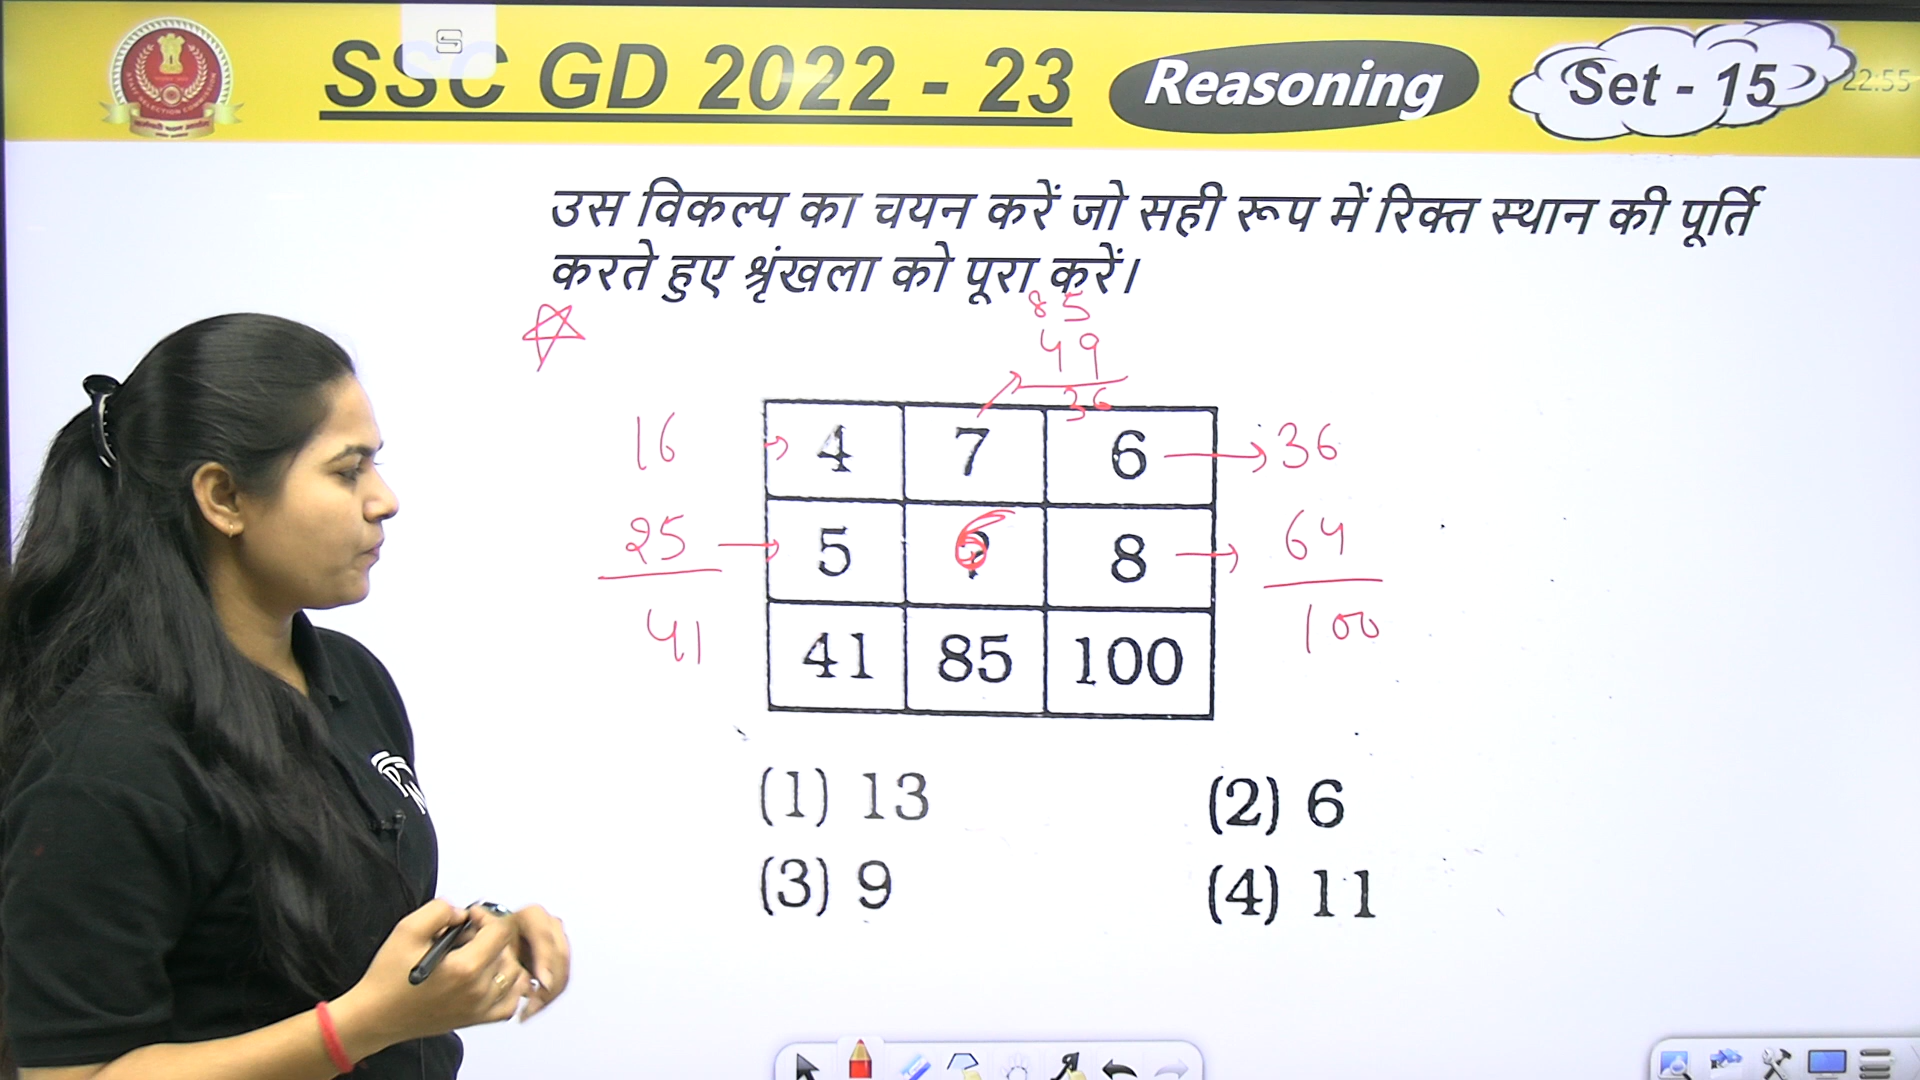 SSC GD 2022 - 23 Reasoning Set - 15 22:55
उस विकल्प का चयन करें जो सही रूप में रिक्त स्थान की पूर्ति
करते हुए श्रृंखला को पूरा करें।
85
49
36
16 4 7 6 36
25 5 6 8 64
41 100
41 85 100
(1) 13 (2) 6
(3) 9 (4) 11